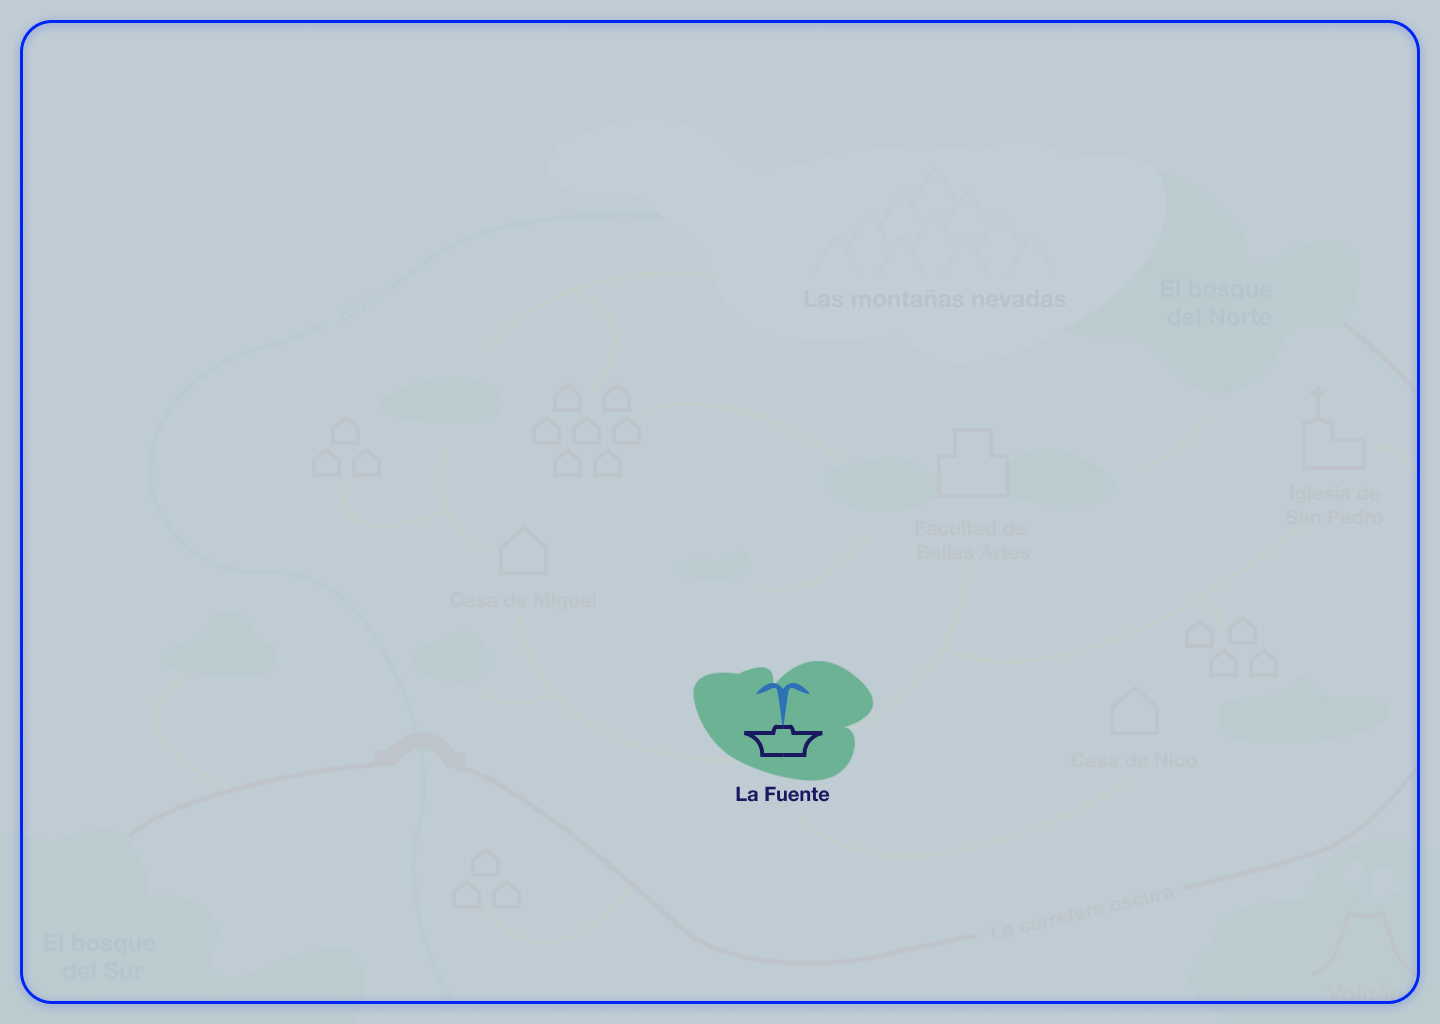 El río
Las montañas nevadas
El bosque
del Norte
Iglesia de
San Pedro
Facultad de
Bellas Artes
Casa de Miguel
Casa de Nico
La Fuente
La carretera oscura
El bosque
del Sur
Volcán